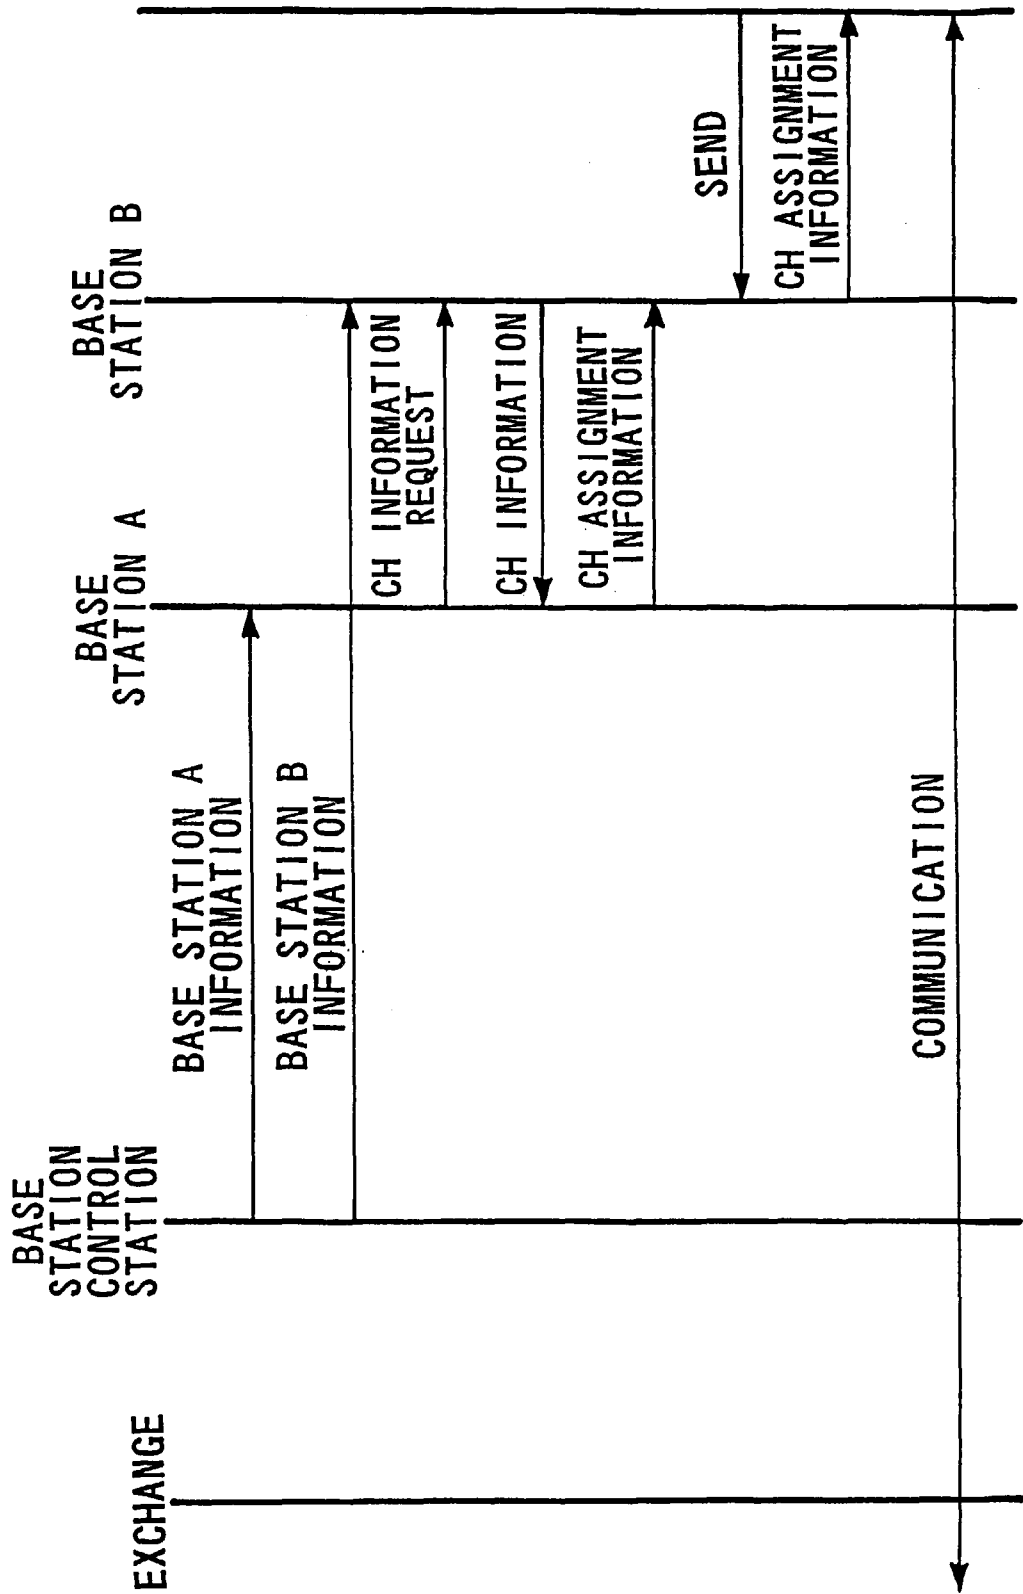 EXCHANGE
BASE
STATION
CONTROL
STATION
BASE
STATION A
BASE
STATION B
BASE STATION A
INFORMATION
BASE STATION B
INFORMATION
CH INFORMATION
REQUEST
CH INFORMATION
CH ASSIGNMENT
INFORMATION
SEND
CH ASSIGNMENT
INFORMATION
COMMUNICATION